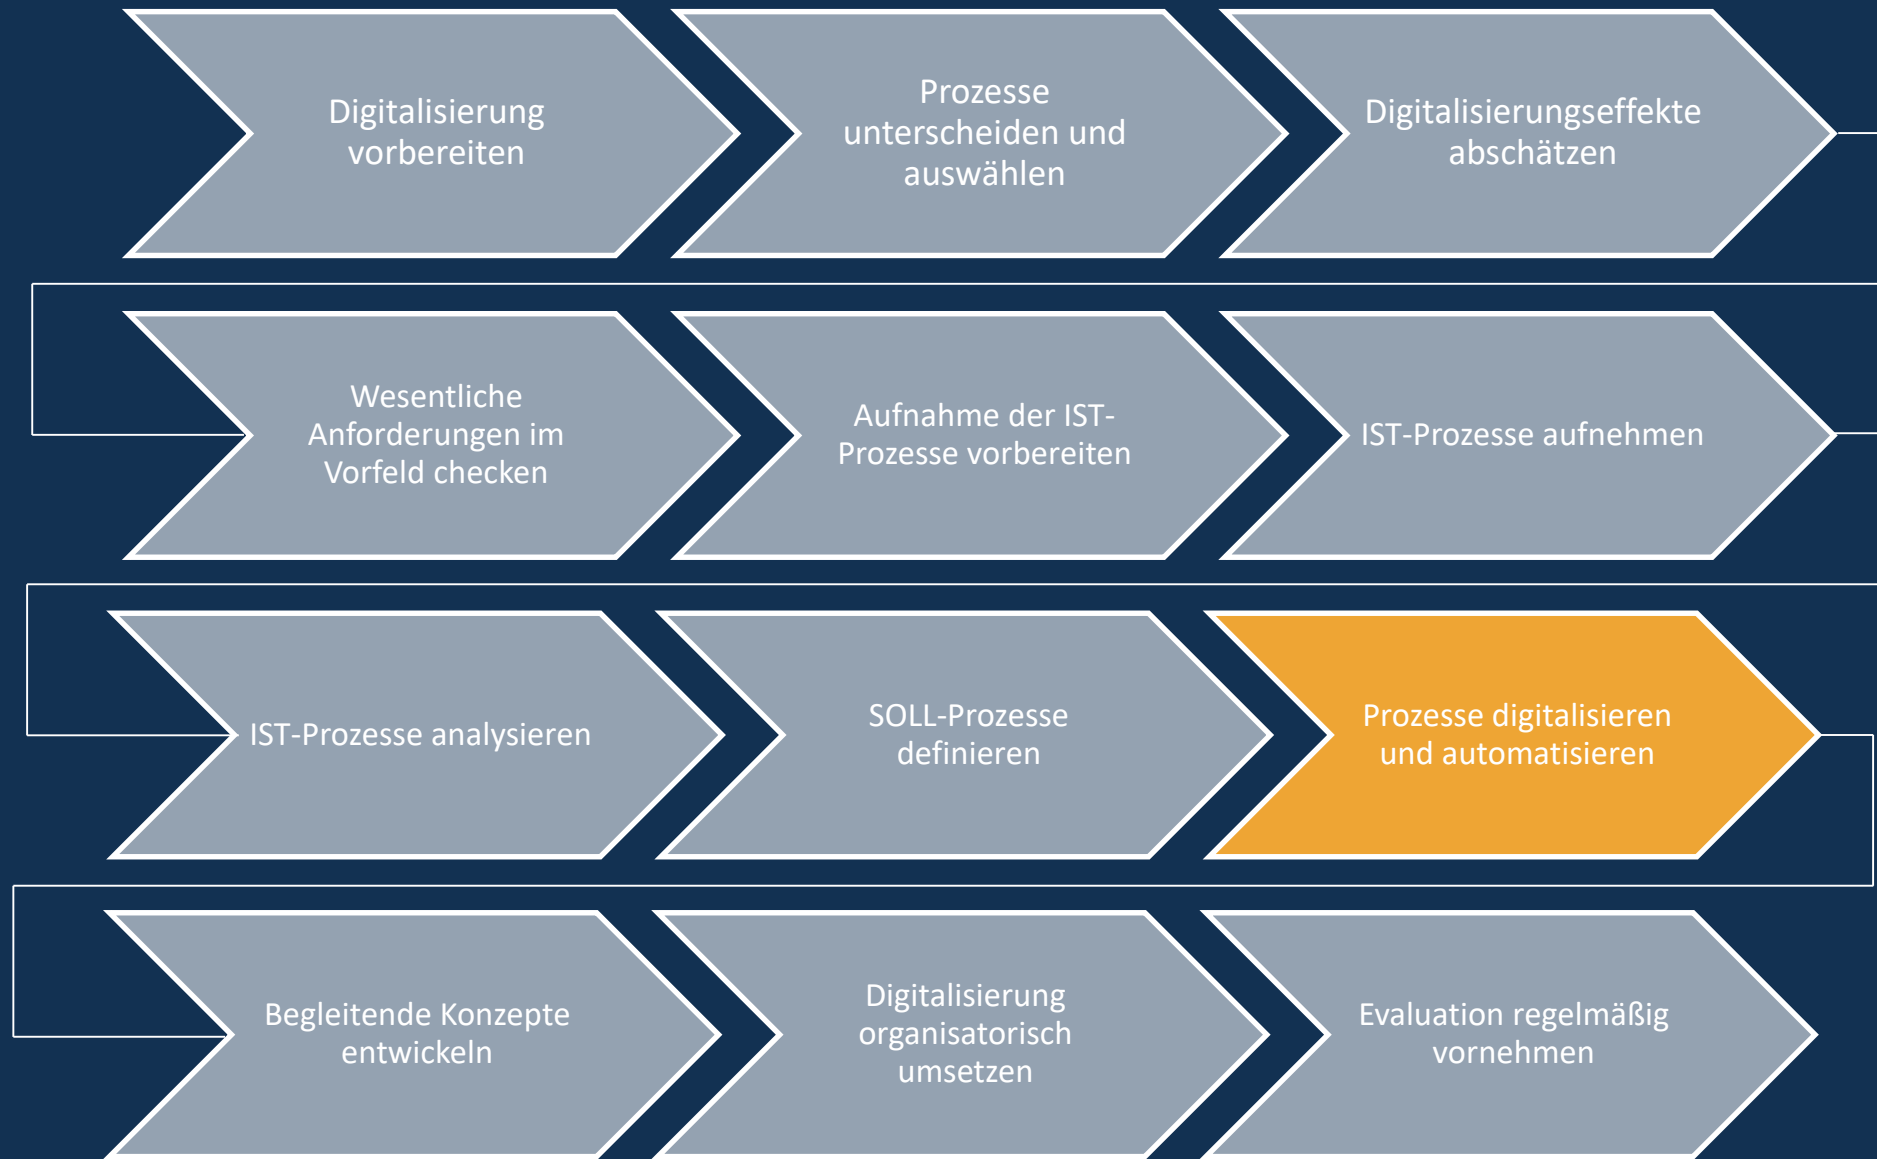 Digitalisierung
vorbereiten
Prozesse
unterscheiden und
auswählen
Digitalisierungseffekte
abschätzen
Wesentliche
Anforderungen im
Vorfeld checken
Aufnahme der IST-
Prozesse vorbereiten
IST-Prozesse aufnehmen
IST-Prozesse analysieren
SOLL-Prozesse
definieren
Prozesse digitalisieren
und automatisieren
Begleitende Konzepte
entwickeln
Digitalisierung
organisatorisch
umsetzen
Evaluation regelmäßig
vornehmen